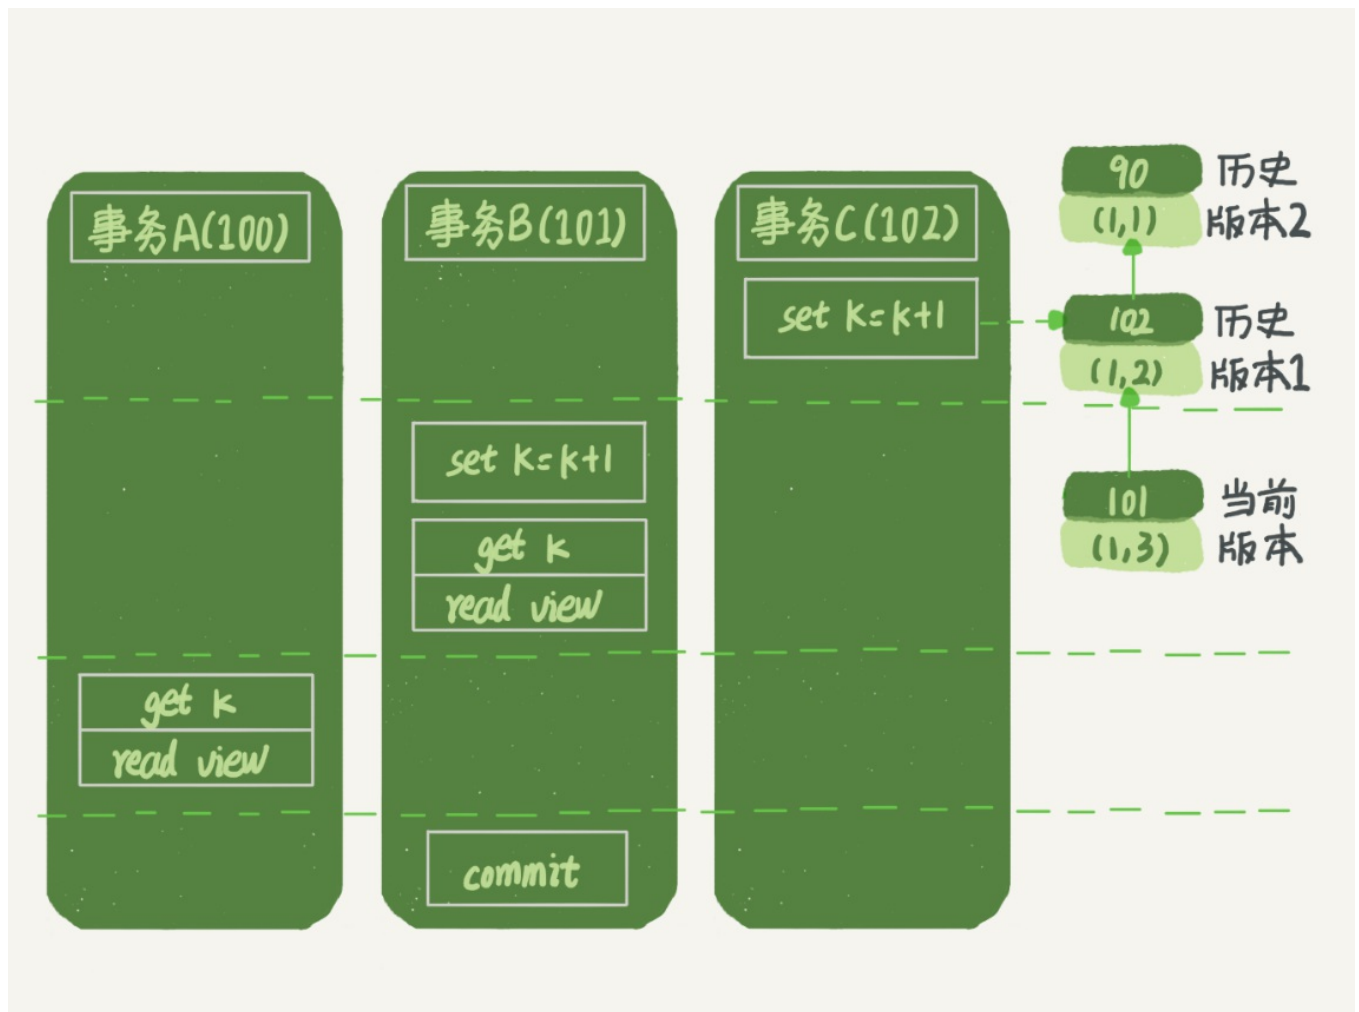 事务A(100)
事务B(101)
事务C(102)
90
历史
(1,1)
版本2
set k=k+1
102
历史
(1,2)
版本1
set k=k+1
get k
read view
101
当前
(1,3)
版本
get k
read view
commit